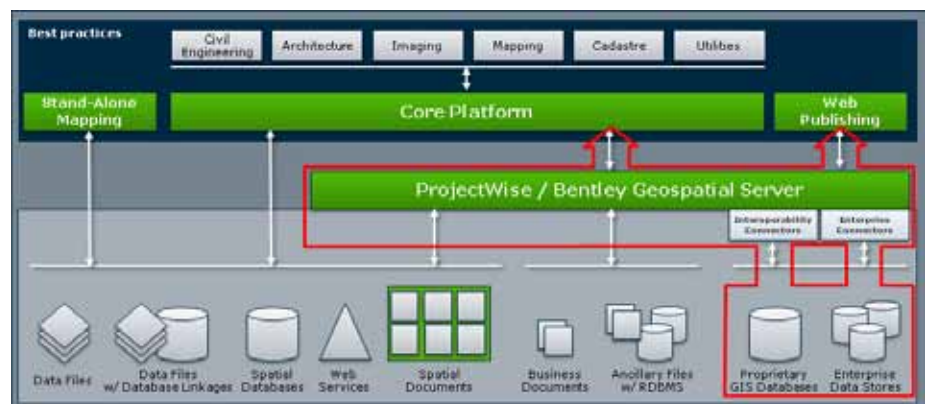 Best practices
Civil
Engineering
Architecture
Imaging
Mapping
Cadastre
Utilities
Stand-Alone
Mapping
Core Platform
Web
Publishing
ProjectWise / Bentley Geospatial Server
Interoperability
Connectors
Enterprise
Connectors
Data Files
Data Files
w/ Database Linkages
Spatial
Databases
Web
Services
Spatial
Documents
Business
Documents
Ancillary Files
w/ RDBMS
Proprietary
GIS Databases
Enterprise
Data Stores